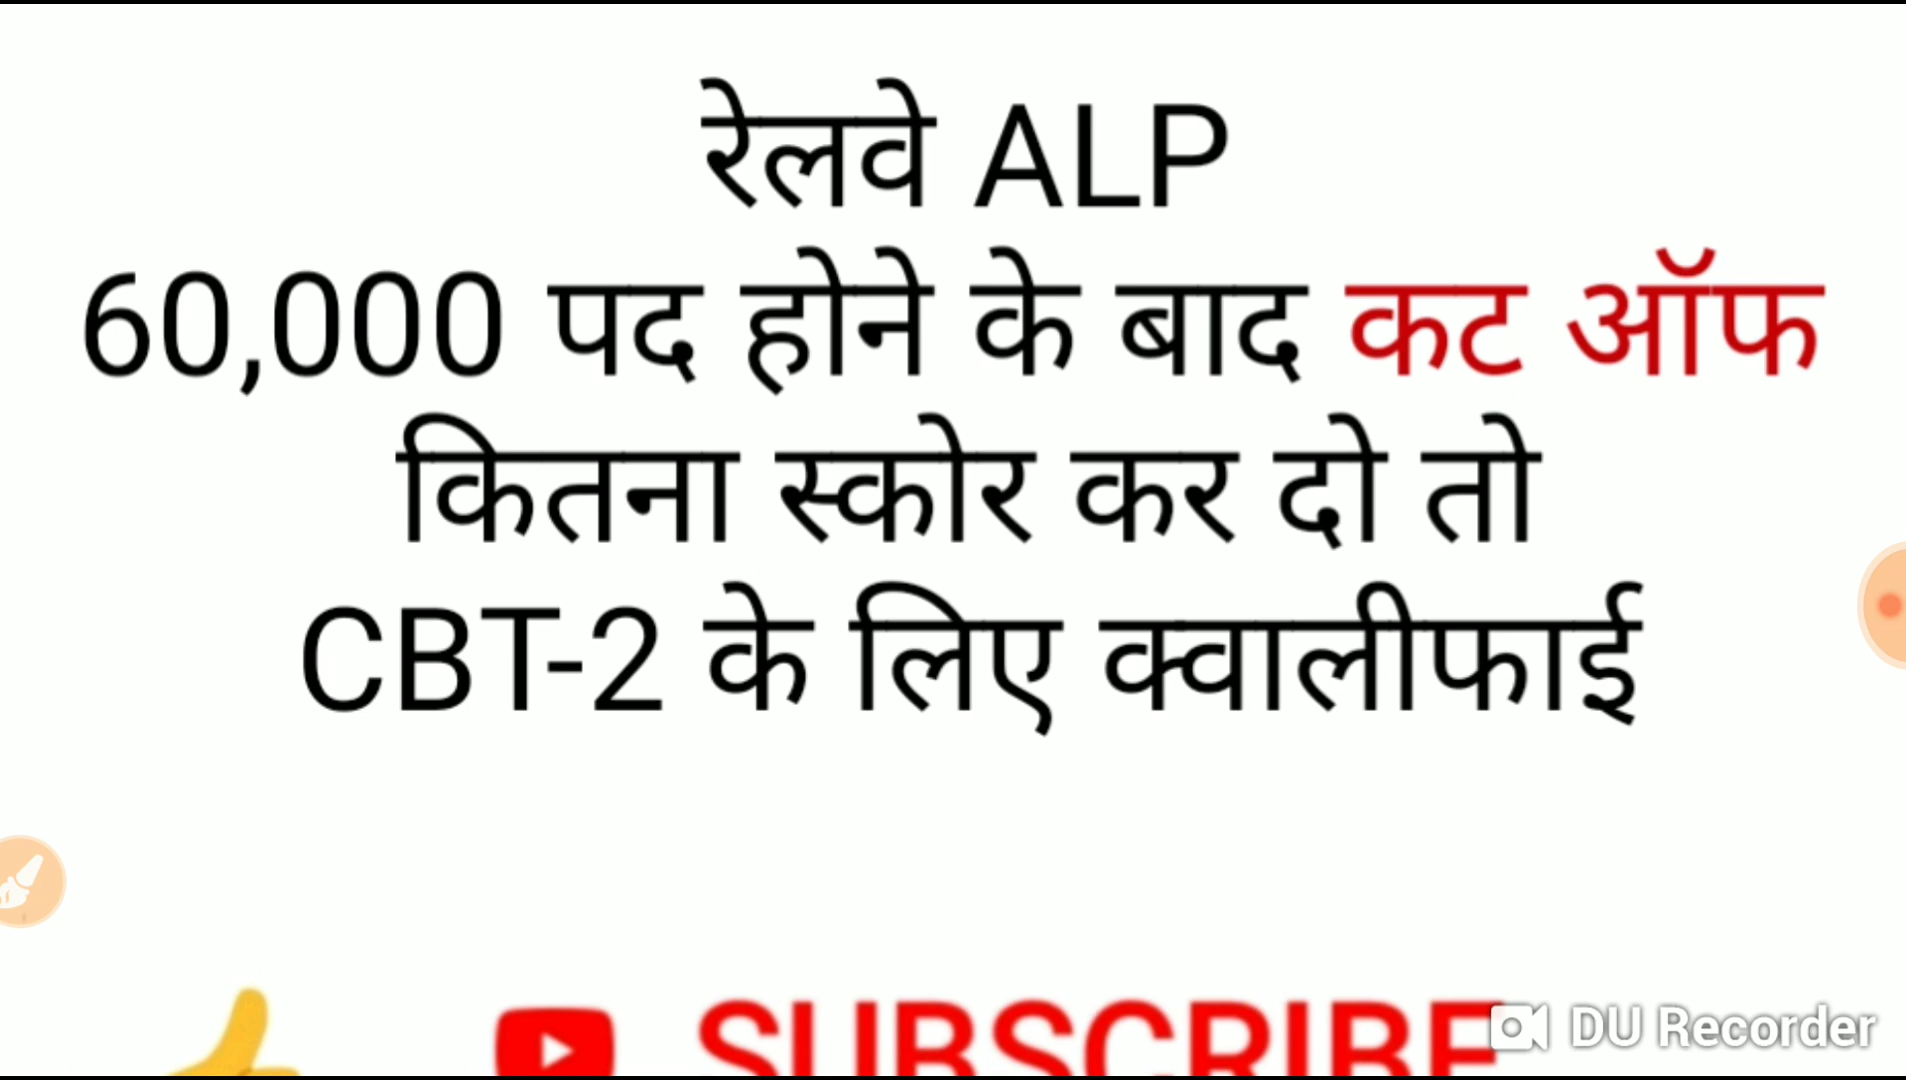 रेलवे ALP
60,000 पद होने के बाद कट ऑफ
कितना स्कोर कर दो तो
CBT-2 के लिए क्वालीफाई
SUBSCRIBE
DU Recorder